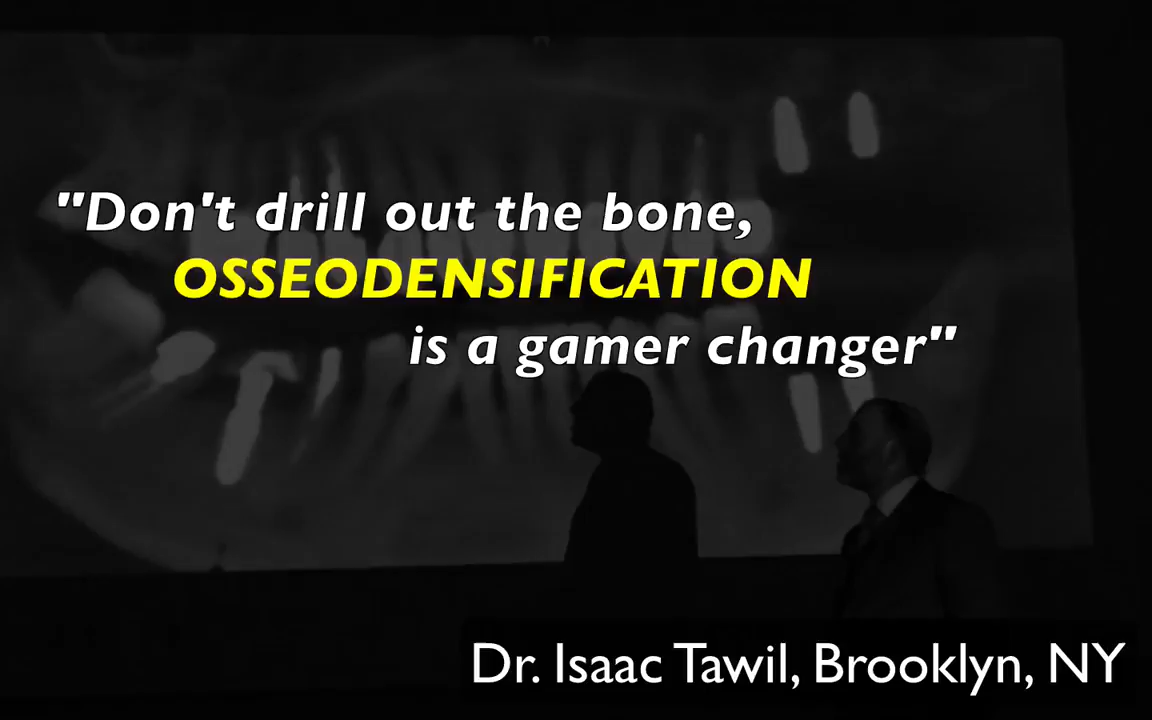 "Don't drill out the bone,
OSSEODENSIFICATION
is a gamer changer"
Dr. Isaac Tawil, Brooklyn, NY